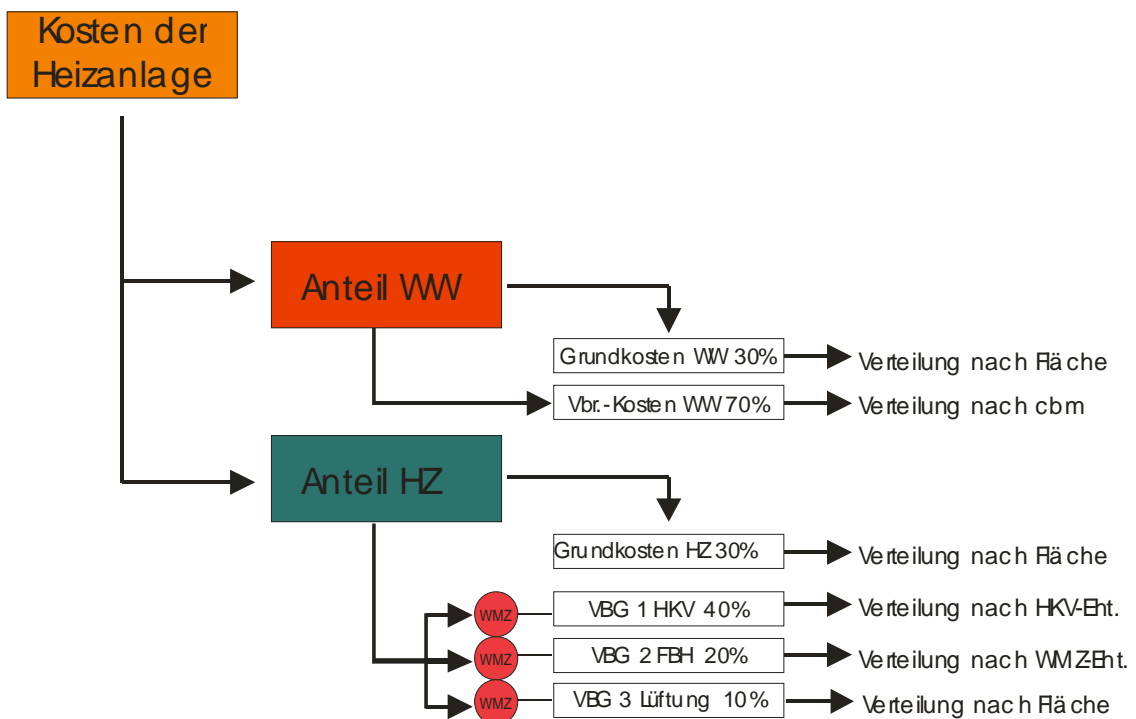 Kosten der
Heizanlage
Anteil WW
Grundkosten WW 30%
Verteilung nach Fläche
Vbr.-Kosten WW 70%
Verteilung nach cbm
Anteil HZ
Grundkosten HZ 30%
Verteilung nach Fläche
WMZ
VBG 1 HKV 40%
Verteilung nach HKV-Eht.
WMZ
VBG 2 FBH 20%
Verteilung nach WMZ-Eht.
WMZ
VBG 3 Lüftung 10%
Verteilung nach Fläche